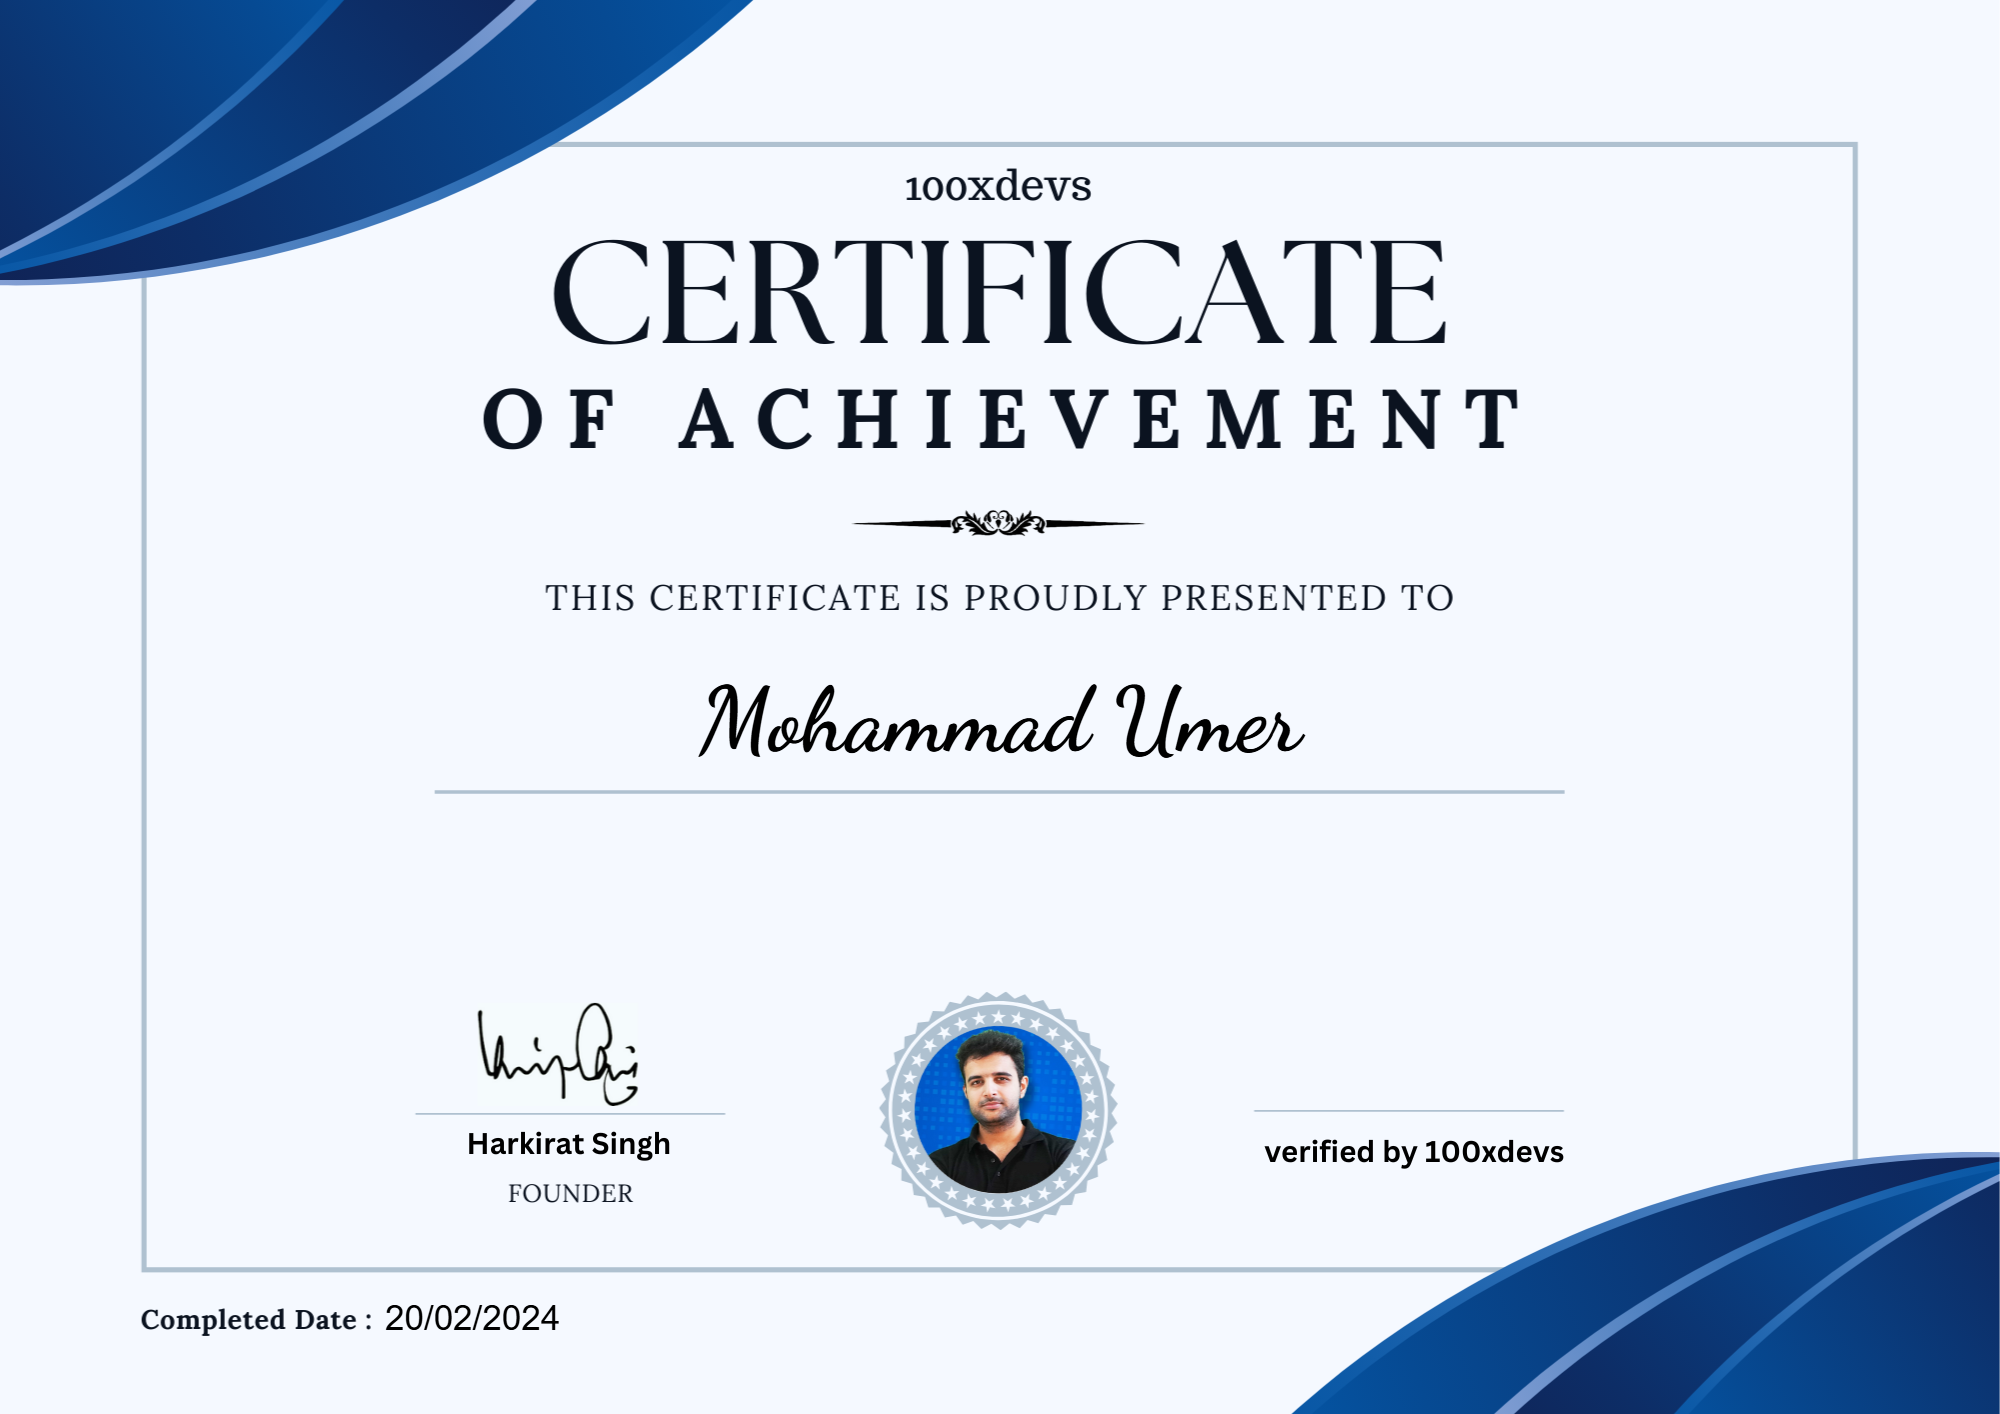 100xdevs
CERTIFICATE
OF ACHIEVEMENT
THIS CERTIFICATE IS PROUDLY PRESENTED TO
Mohammad Umer
Harkirat Singh
FOUNDER
verified by 100xdevs
Completed Date : 20/02/2024